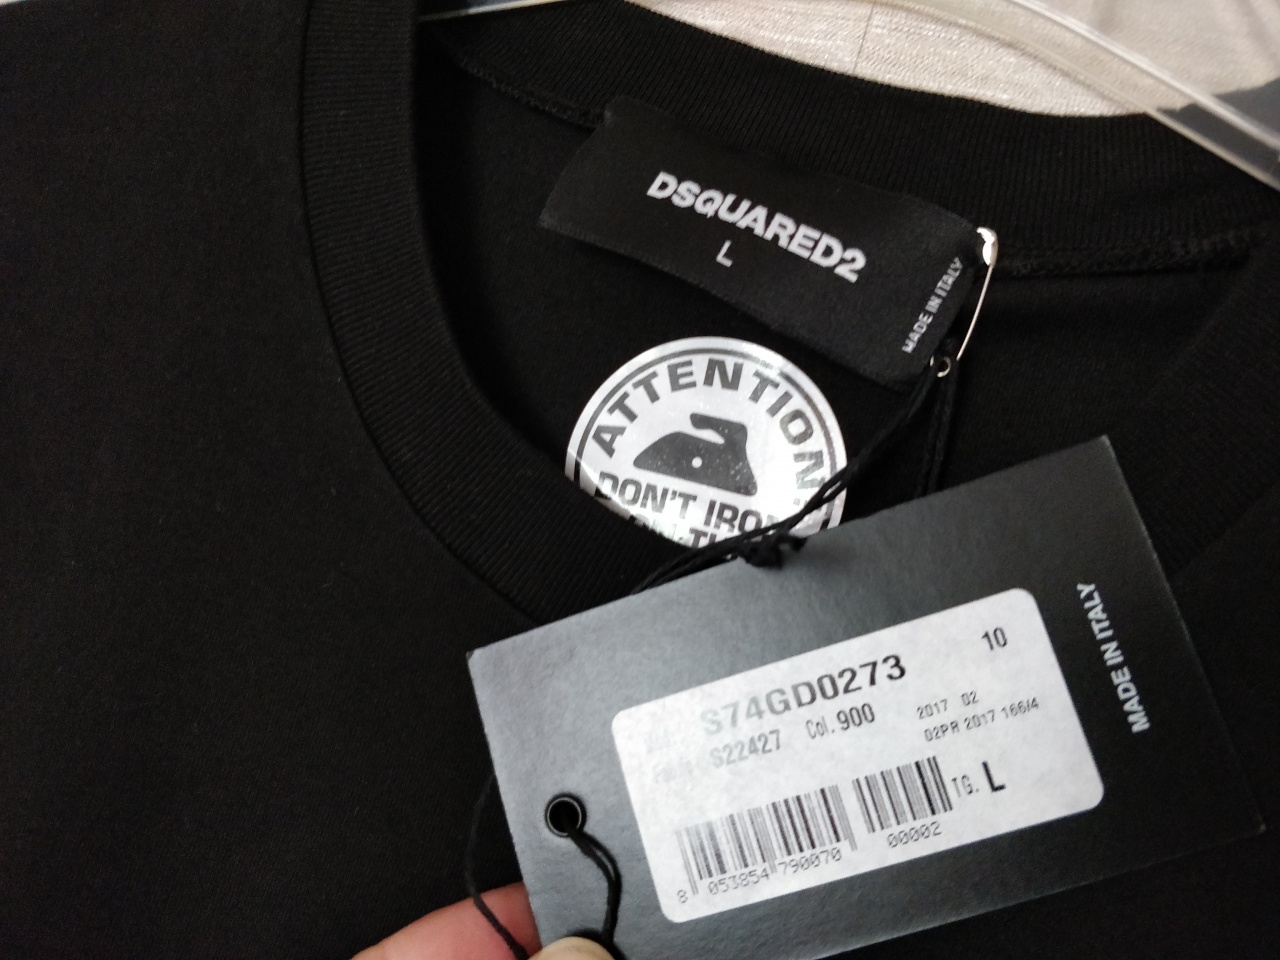 DSQUARED2
L
MADE IN ITALY
ATTENTION
DON'T IRON
10
S74GD0273
S22427 Col. 900
2017 02
02PR 2017 166/4
TG. L
8 053854 790070 00002
MADE IN ITALY